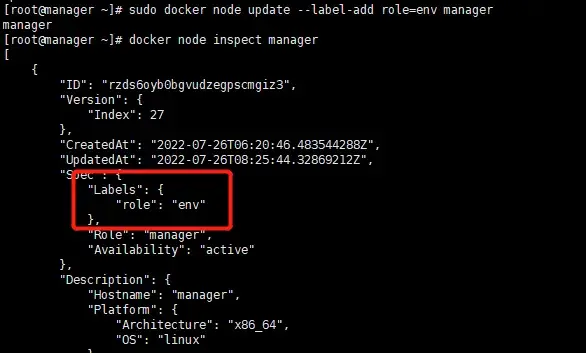 [root@manager ~]# sudo docker node update --label-add role=env manager
manager
[root@manager ~]# docker node inspect manager
[
    {
        "ID": "rzds6oyb0bgvudzegpscmgiz3",
        "Version": {
            "Index": 27
        },
        "CreatedAt": "2022-07-26T06:20:46.483544288Z",
        "UpdatedAt": "2022-07-26T08:25:44.32869212Z",
        "Spec": {
            "Labels": {
                "role": "env"
            },
            "Role": "manager",
            "Availability": "active"
        },
        "Description": {
            "Hostname": "manager",
            "Platform": {
                "Architecture": "x86_64",
                "OS": "linux"
            }